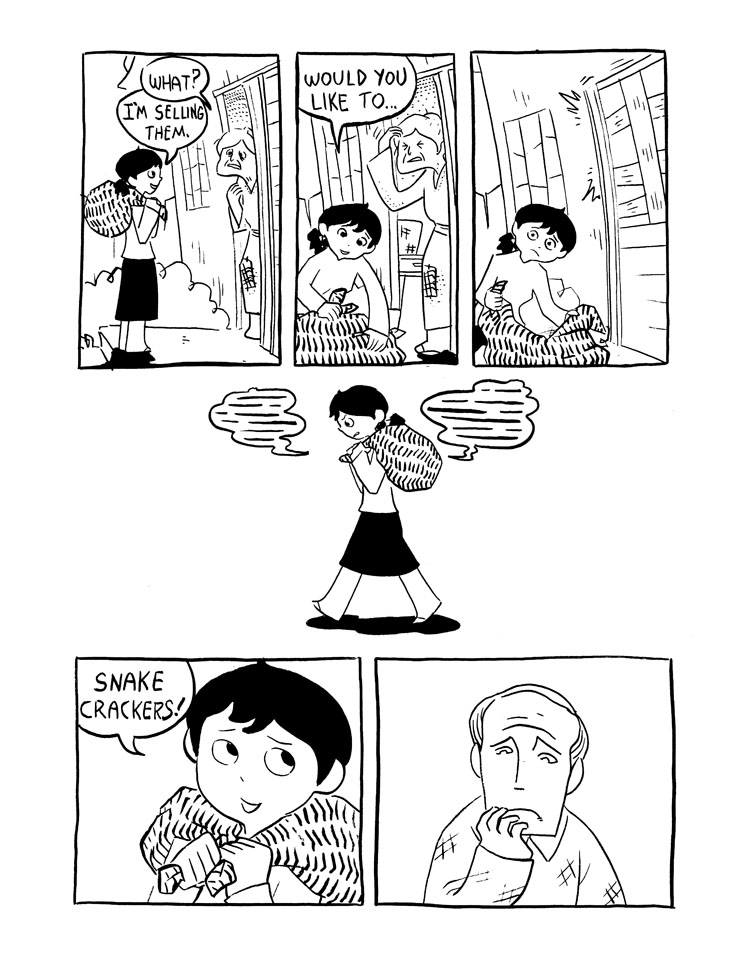 WHAT?
I'M SELLING
THEM.
WOULD YOU
LIKE TO...
SNAKE
CRACKERS!